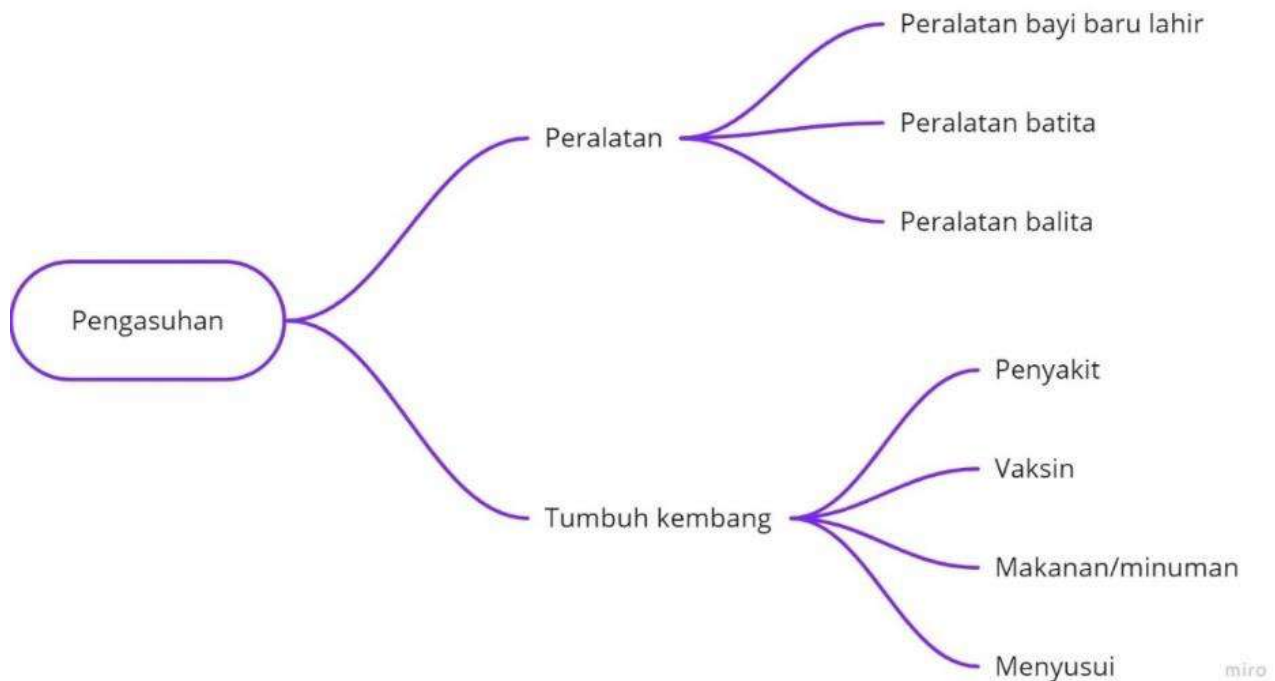 Pengasuhan
Peralatan
Peralatan bayi baru lahir
Peralatan batita
Peralatan balita
Tumbuh kembang
Penyakit
Vaksin
Makanan/minuman
Menyusui
miro